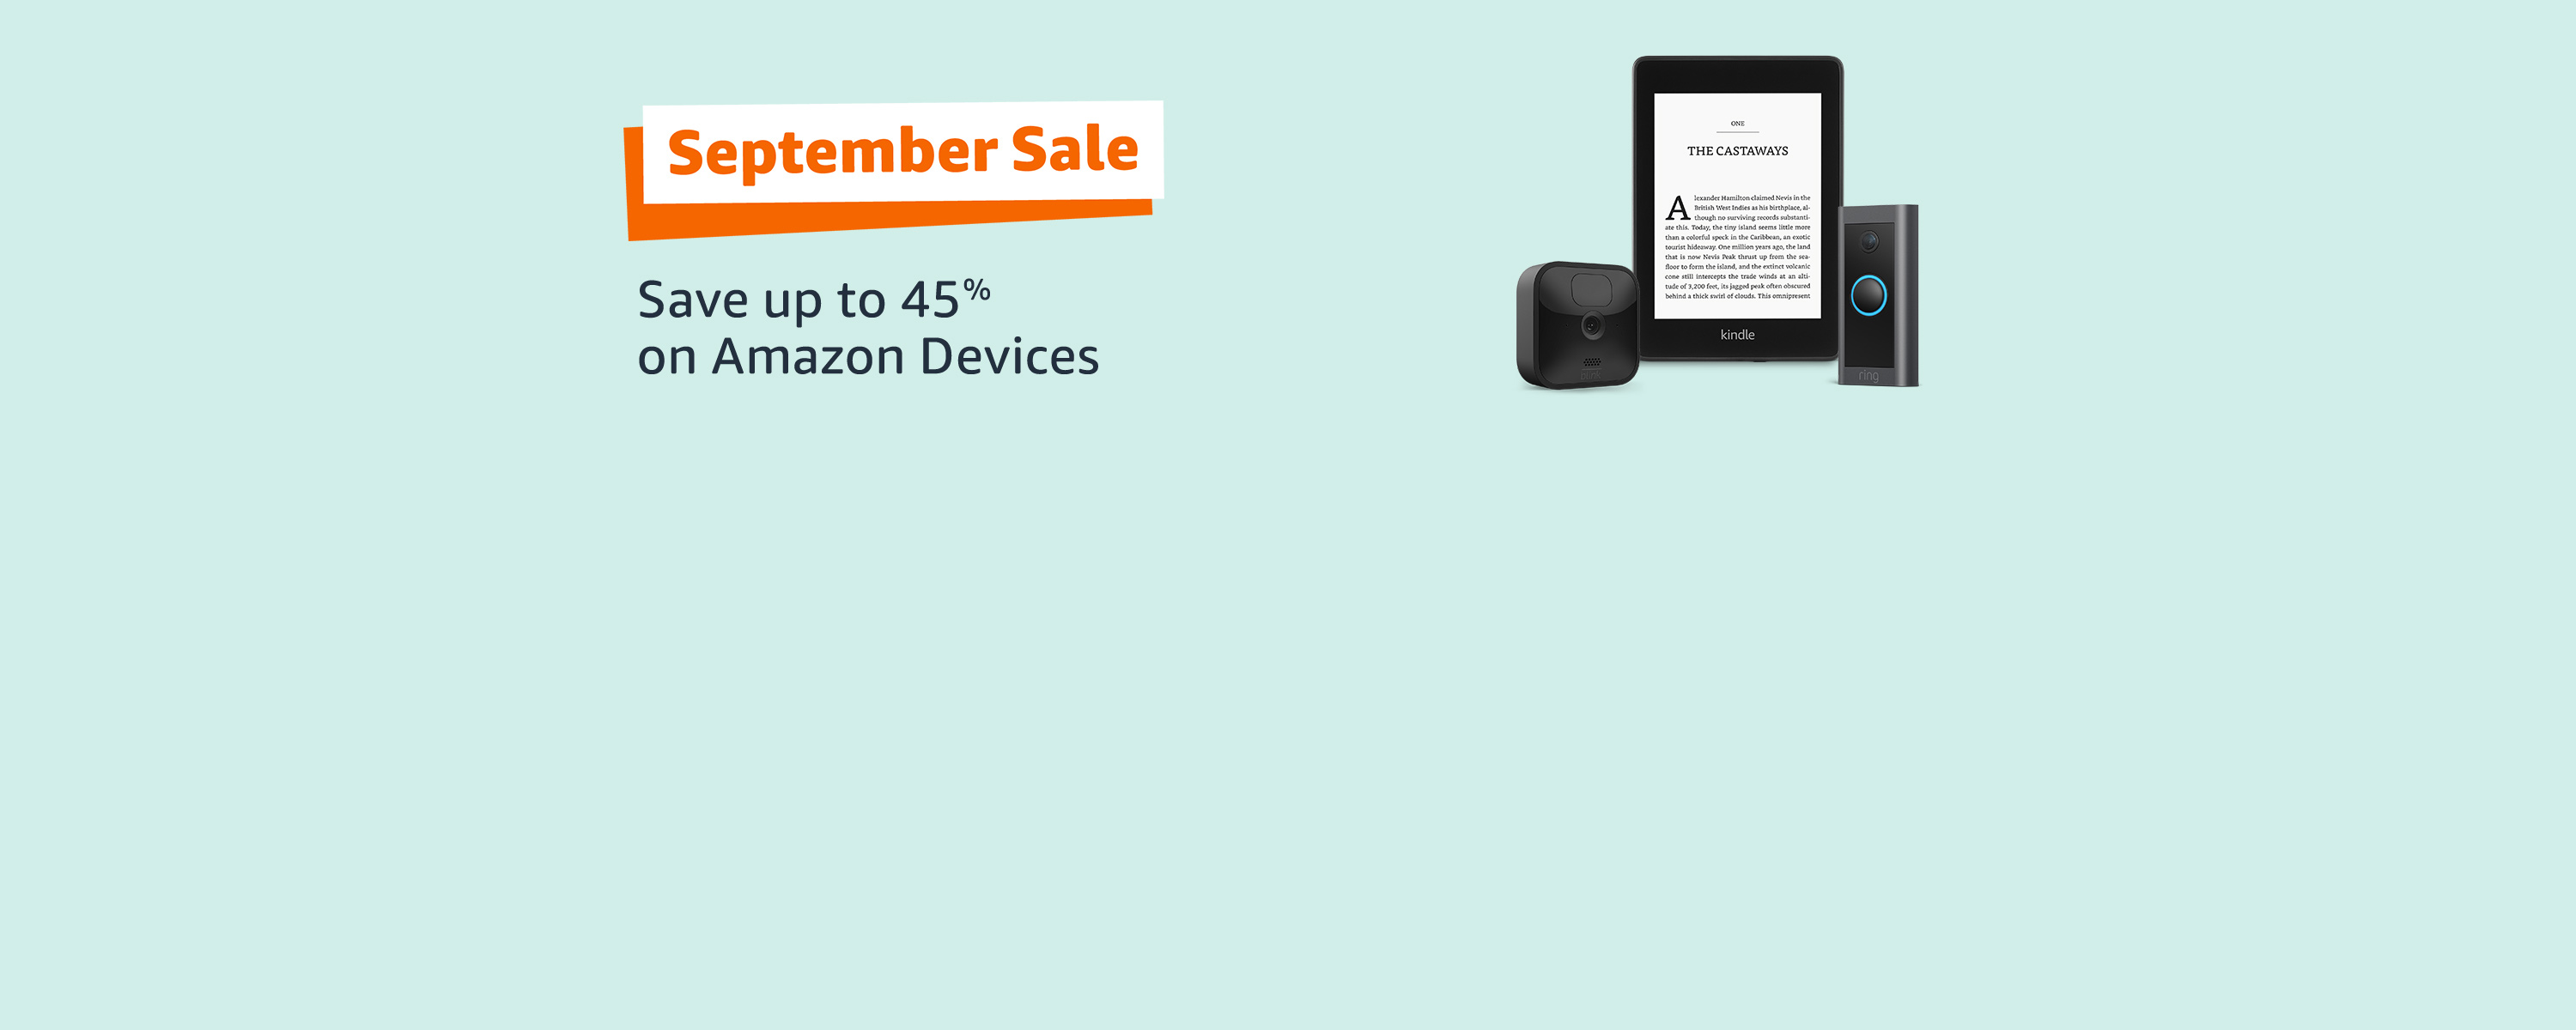 September Sale
Save up to 45%
on Amazon Devices
ONE
THE CASTAWAYS
Alexander Hamilton claimed Nevis in the
British West Indies as his birthplace, al-
though no surviving records substanti-
ate this. Today, the tiny island seems little more
than a colorful speck in the Caribbean, an exotic
tourist hideaway. One million years ago, the land
that is now Nevis Peak thrust up from the sea-
floor to form the island, and the extinct volcanic
cone still intercepts the trade winds at an alti-
tude of 3,200 feet, its jagged peak often obscured
behind a thick swirl of clouds. This omnipresent
kindle
ring